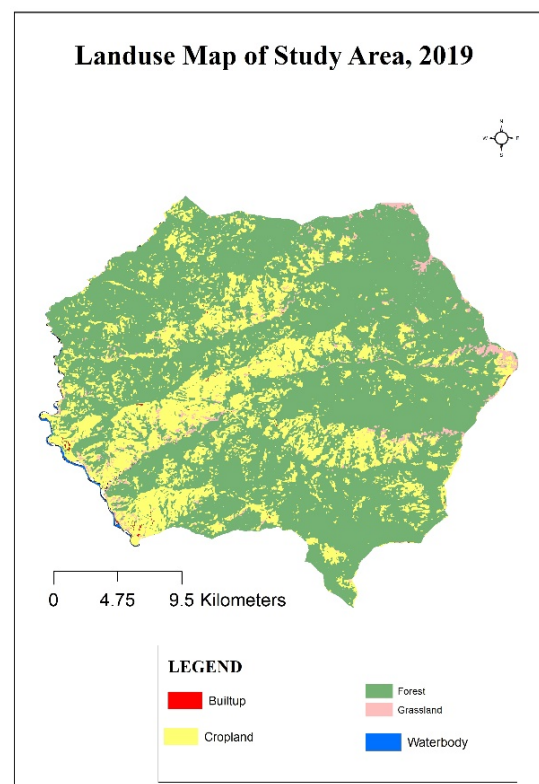 Landuse Map of Study Area, 2019
N
W E
S
0 4.75 9.5 Kilometers
LEGEND
Builtup
Cropland
Forest
Grassland
Waterbody